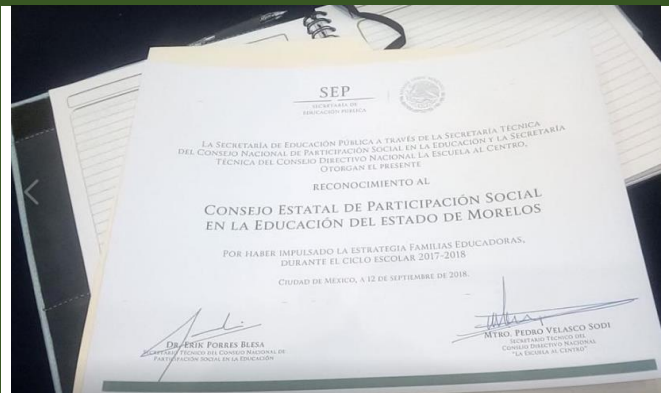 SEP
SECRETARÍA DE
EDUCACIÓN PÚBLICA
LA SECRETARÍA DE EDUCACIÓN PÚBLICA A TRAVÉS DE LA SECRETARÍA TÉCNICA
DEL CONSEJO NACIONAL DE PARTICIPACIÓN SOCIAL EN LA EDUCACIÓN Y LA SECRETARÍA
TÉCNICA DEL CONSEJO DIRECTIVO NACIONAL LA ESCUELA AL CENTRO,
OTORGAN EL PRESENTE
RECONOCIMIENTO AL
CONSEJO ESTATAL DE PARTICIPACIÓN SOCIAL
EN LA EDUCACIÓN DEL ESTADO DE MORELOS
POR HABER IMPULSADO LA ESTRATEGIA FAMILIAS EDUCADORAS,
DURANTE EL CICLO ESCOLAR 2017-2018
CIUDAD DE MÉXICO, A 12 DE SEPTIEMBRE DE 2018.
DR. ERIK PORRES BLESA
SECRETARIO TÉCNICO DEL CONSEJO NACIONAL DE
PARTICIPACIÓN SOCIAL EN LA EDUCACIÓN
MTRO. PEDRO VELASCO SODI
SECRETARIO TÉCNICO DEL
CONSEJO DIRECTIVO NACIONAL
"LA ESCUELA AL CENTRO"